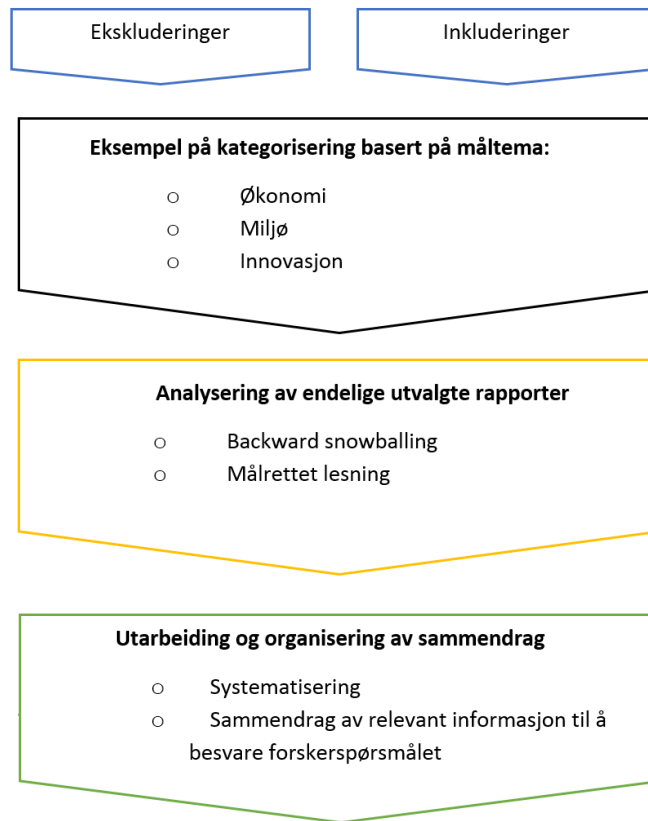 Ekskluderinger
Inkluderinger
Eksempel på kategorisering basert på måltema:
o Økonomi
o Miljø
o Innovasjon
Analysering av endelige utvalgte rapporter
o Backward snowballing
o Målrettet lesning
Utarbeiding og organisering av sammendrag
o Systematisering
o Sammendrag av relevant informasjon til å
besvare forskerspørsmålet